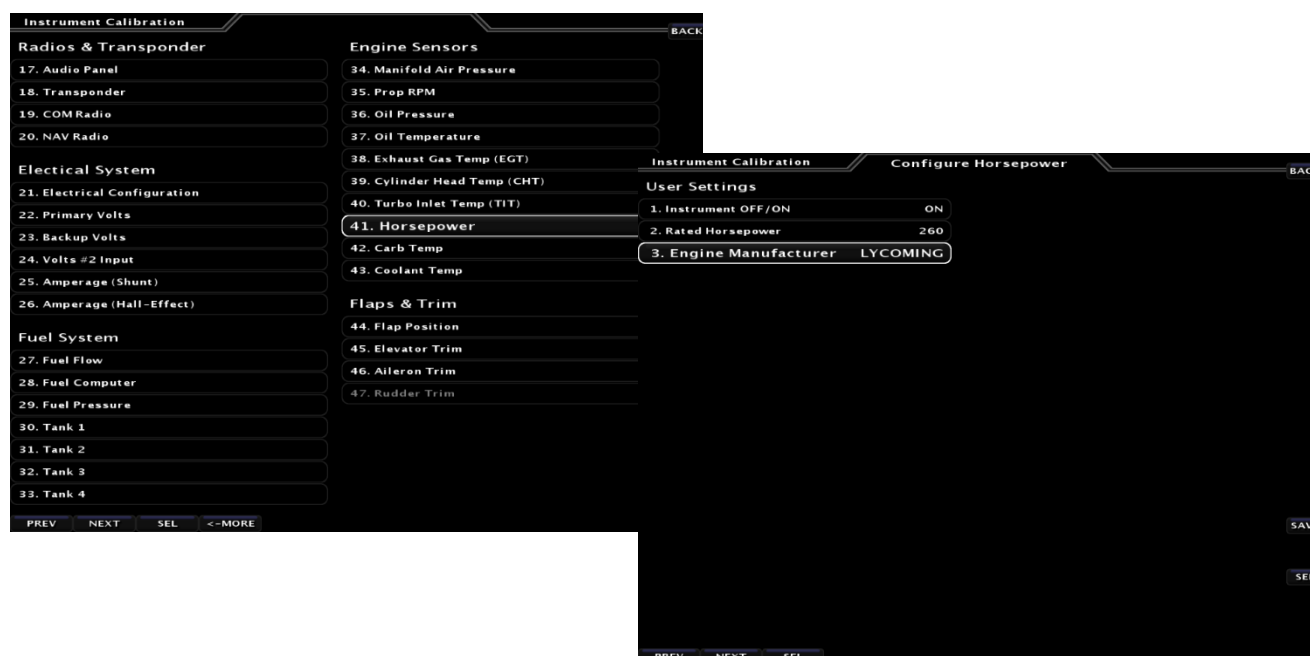 Instrument Calibration
BACK
Radios & Transponder
17. Audio Panel
18. Transponder
19. COM Radio
20. NAV Radio
Electical System
21. Electrical Configuration
22. Primary Volts
23. Backup Volts
24. Volts #2 Input
25. Amperage (Shunt)
26. Amperage (Hall-Effect)
Fuel System
27. Fuel Flow
28. Fuel Computer
29. Fuel Pressure
30. Tank 1
31. Tank 2
32. Tank 3
33. Tank 4
Engine Sensors
34. Manifold Air Pressure
35. Prop RPM
36. Oil Pressure
37. Oil Temperature
38. Exhaust Gas Temp (EGT)
39. Cylinder Head Temp (CHT)
40. Turbo Inlet Temp (TIT)
41. Horsepower
42. Carb Temp
43. Coolant Temp
Flaps & Trim
44. Flap Position
45. Elevator Trim
46. Aileron Trim
47. Rudder Trim
PREV NEXT SEL <-MORE
Instrument Calibration Configure Horsepower
BAC
User Settings
1. Instrument OFF/ON ON
2. Rated Horsepower 260
3. Engine Manufacturer LYCOMING
SAV
SE
PREV NEXT SEL